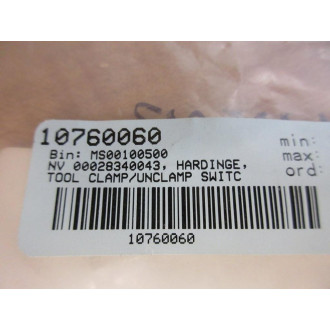 10760060
min:
Bin: MS00100500
max:
NV 00028340043, HARDINGE,
ord:
TOOL CLAMP/UNCLAMP SWITC
10760060